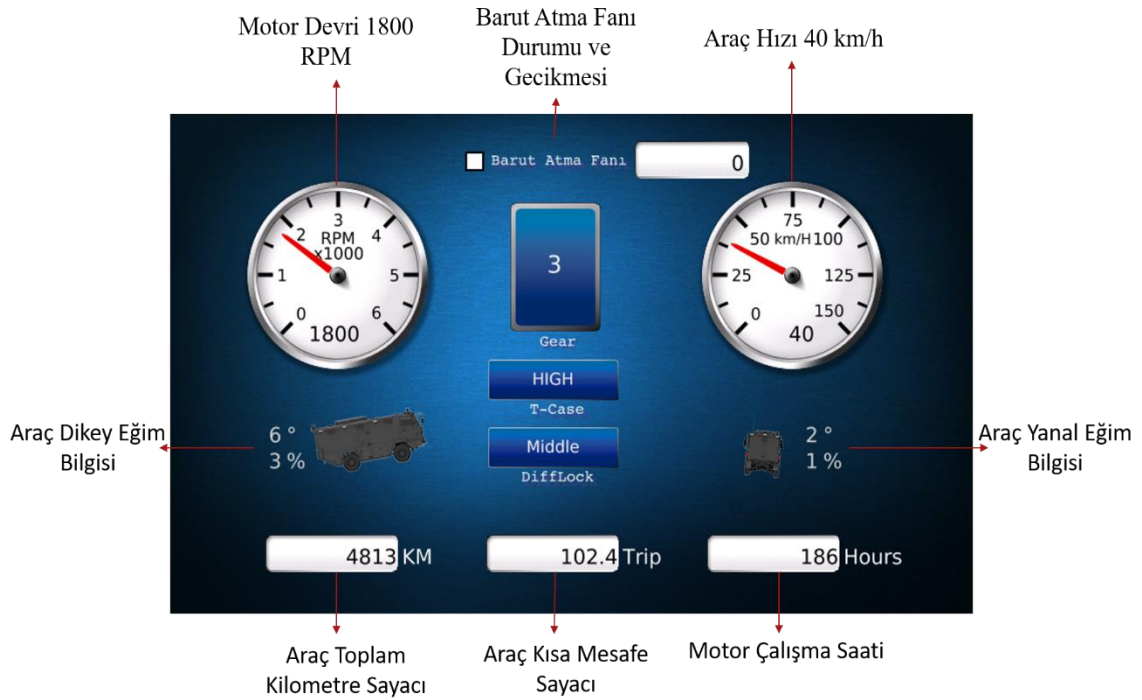 Motor Devri 1800
RPM
Barut Atma Fanı
Durumu ve
Gecikmesi
Araç Hızı 40 km/h
Barut Atma Fanı
0
0
1
2
3
4
5
6
RPM
x1000
1800
3
Gear
0
25
50 km/H 100
75
125
150
40
HIGH
T-Case
Middle
DiffLock
Araç Dikey Eğim
Bilgisi
6 °
3 %
2 °
1 %
Araç Yanal Eğim
Bilgisi
4813 KM
102.4 Trip
186 Hours
Araç Toplam
Kilometre Sayacı
Araç Kısa Mesafe
Sayacı
Motor Çalışma Saati